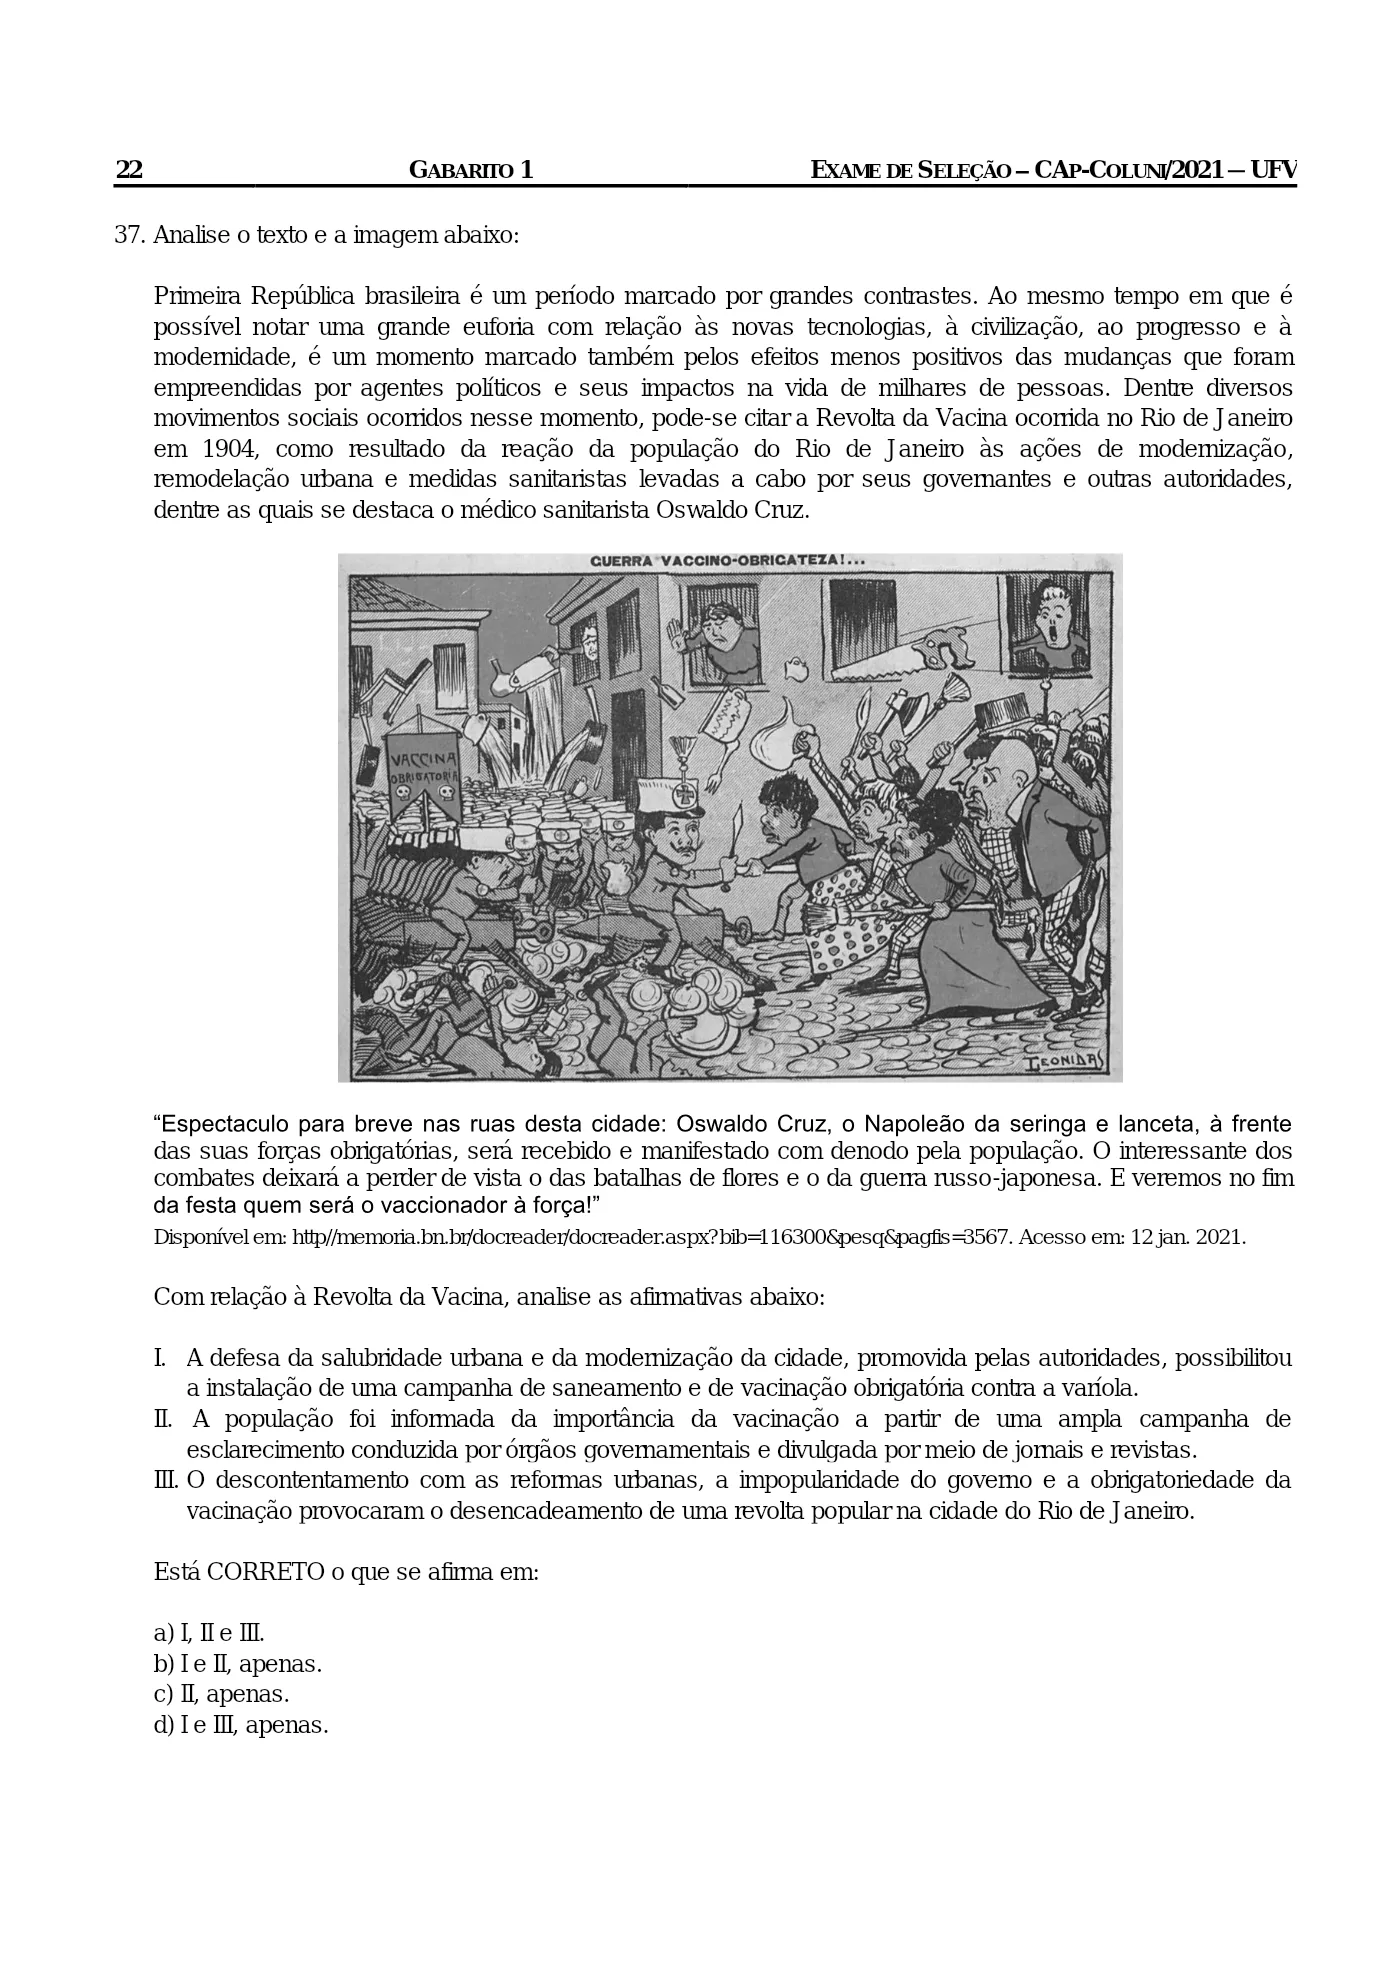 22 GABARITO 1 EXAME DE SELEÇÃO – CAP-COLUNI/2021 — UFV
37. Analise o texto e a imagem abaixo:
Primeira República brasileira é um período marcado por grandes contrastes. Ao mesmo tempo em que é
possível notar uma grande euforia com relação às novas tecnologias, à civilização, ao progresso e à
modernidade, é um momento marcado também pelos efeitos menos positivos das mudanças que foram
empreendidas por agentes políticos e seus impactos na vida de milhares de pessoas. Dentre diversos
movimentos sociais ocorridos nesse momento, pode-se citar a Revolta da Vacina ocorrida no Rio de Janeiro
em 1904, como resultado da reação da população do Rio de Janeiro às ações de modernização,
remodelação urbana e medidas sanitaristas levadas a cabo por seus governantes e outras autoridades,
dentre as quais se destaca o médico sanitarista Oswaldo Cruz.
GUERRA VACCINO-OBRIGATEZA!...
VACCINA
OBRIGATORIA
LEONIDAS
“Espectaculo para breve nas ruas desta cidade: Oswaldo Cruz, o Napoleão da seringa e lanceta, à frente
das suas forças obrigatórias, será recebido e manifestado com denodo pela população. O interessante dos
combates deixará a perder de vista o das batalhas de flores e o da guerra russo-japonesa. E veremos no fim
da festa quem será o vaccionador à força!”
Disponível em: http//memoria.bn.br/docreader/docreader.aspx?bib=116300&pesq&pagfis=3567. Acesso em: 12 jan. 2021.
Com relação à Revolta da Vacina, analise as afirmativas abaixo:
I. A defesa da salubridade urbana e da modernização da cidade, promovida pelas autoridades, possibilitou
a instalação de uma campanha de saneamento e de vacinação obrigatória contra a varíola.
II. A população foi informada da importância da vacinação a partir de uma ampla campanha de
esclarecimento conduzida por órgãos governamentais e divulgada por meio de jornais e revistas.
III. O descontentamento com as reformas urbanas, a impopularidade do governo e a obrigatoriedade da
vacinação provocaram o desencadeamento de uma revolta popular na cidade do Rio de Janeiro.
Está CORRETO o que se afirma em:
a) I, II e III.
b) I e II, apenas.
c) II, apenas.
d) I e III, apenas.